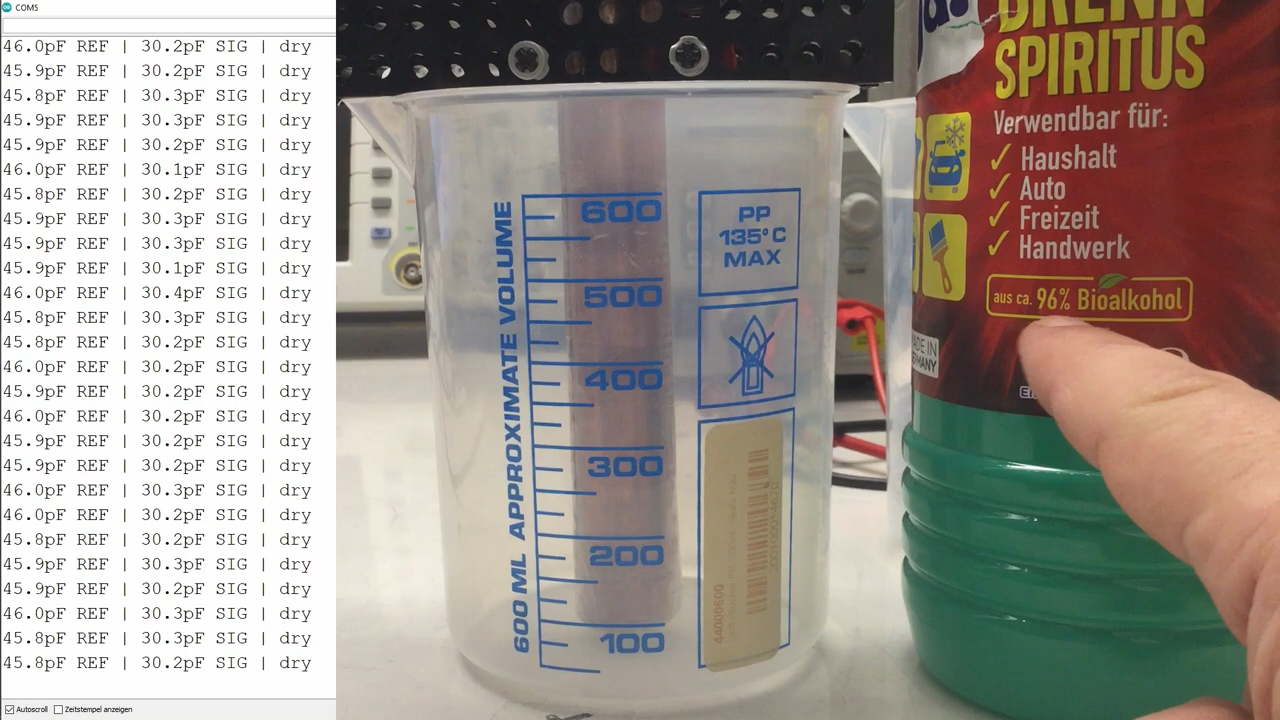 COM5
46.0pF REF | 30.2pF SIG | dry
45.9pF REF | 30.2pF SIG | dry
45.8pF REF | 30.3pF SIG | dry
45.9pF REF | 30.3pF SIG | dry
45.9pF REF | 30.2pF SIG | dry
46.0pF REF | 30.1pF SIG | dry
45.8pF REF | 30.2pF SIG | dry
45.9pF REF | 30.3pF SIG | dry
45.9pF REF | 30.3pF SIG | dry
45.9pF REF | 30.1pF SIG | dry
46.0pF REF | 30.4pF SIG | dry
45.8pF REF | 30.3pF SIG | dry
45.8pF REF | 30.2pF SIG | dry
46.0pF REF | 30.2pF SIG | dry
45.9pF REF | 30.2pF SIG | dry
46.0pF REF | 30.2pF SIG | dry
45.9pF REF | 30.2pF SIG | dry
45.9pF REF | 30.2pF SIG | dry
46.0pF REF | 30.3pF SIG | dry
46.0pF REF | 30.2pF SIG | dry
45.8pF REF | 30.2pF SIG | dry
45.9pF REF | 30.3pF SIG | dry
45.9pF REF | 30.2pF SIG | dry
46.0pF REF | 30.3pF SIG | dry
45.8pF REF | 30.3pF SIG | dry
45.8pF REF | 30.2pF SIG | dry
Autoscroll Zeitstempel anzeigen
600 ML APPROXIMATE VOLUME
600
500
400
300
200
100
PP
135°C
MAX
44000600
ja!
BRENN
SPIRITUS
Verwendbar für:
Haushalt
Auto
Freizeit
Handwerk
aus ca. 96% Bioalkohol
MADE IN
GERMANY